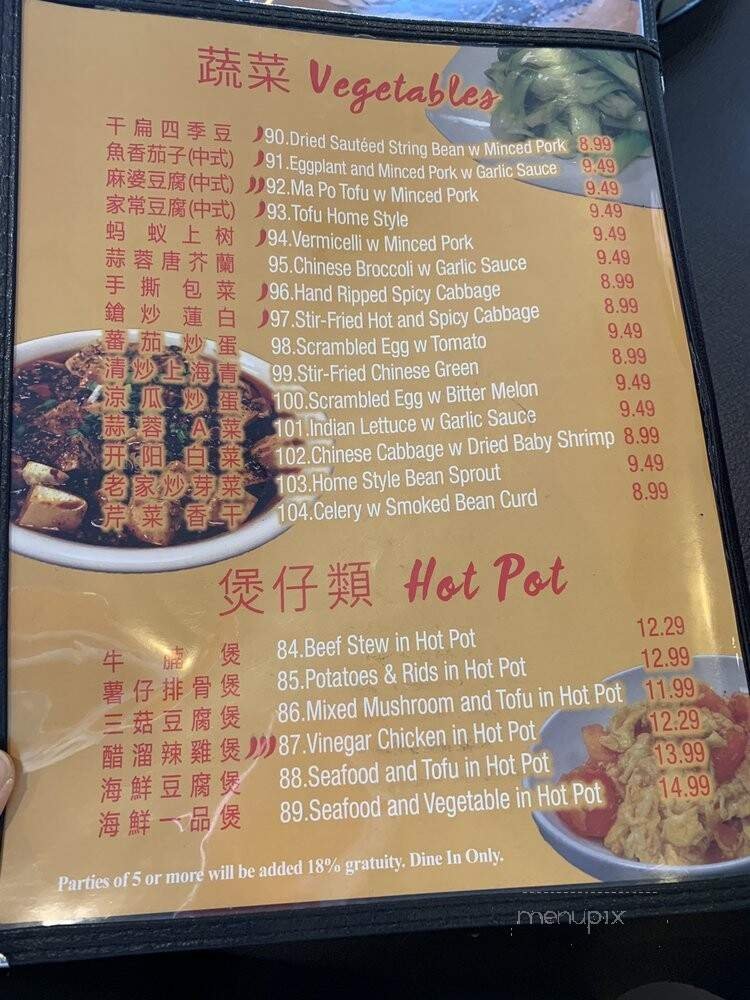 蔬菜 Vegetables
干扁四季豆 90.Dried Sautéed String Bean w Minced Pork 8.99
魚香茄子(中式) 91.Eggplant and Minced Pork w Garlic Sauce 9.49
麻婆豆腐(中式) 92.Ma Po Tofu w Minced Pork 9.49
家常豆腐(中式) 93.Tofu Home Style 9.49
蚂蚁上树 94.Vermicelli w Minced Pork 9.49
蒜蓉唐芥蘭 95.Chinese Broccoli w Garlic Sauce 9.49
手撕包菜 96.Hand Ripped Spicy Cabbage 8.99
鎗炒蓮白 97.Stir-Fried Hot and Spicy Cabbage 8.99
蕃茄炒蛋 98.Scrambled Egg w Tomato 9.49
清炒上海青 99.Stir-Fried Chinese Green 8.99
凉瓜炒蛋 100.Scrambled Egg w Bitter Melon 9.49
蒜蓉A菜 101.Indian Lettuce w Garlic Sauce 9.49
开阳白菜 102.Chinese Cabbage w Dried Baby Shrimp 8.99
老家炒芽菜 103.Home Style Bean Sprout 9.49
芹菜香干 104.Celery w Smoked Bean Curd 8.99
煲仔類 Hot Pot
牛腩煲 84.Beef Stew in Hot Pot 12.29
薯仔排骨煲 85.Potatoes & Rids in Hot Pot 12.99
三菇豆腐煲 86.Mixed Mushroom and Tofu in Hot Pot 11.99
醋溜辣雞煲 87.Vinegar Chicken in Hot Pot 12.29
海鮮豆腐煲 88.Seafood and Tofu in Hot Pot 13.99
海鮮一品煲 89.Seafood and Vegetable in Hot Pot 14.99
Parties of 5 or more will be added 18% gratuity. Dine In Only.
menupix